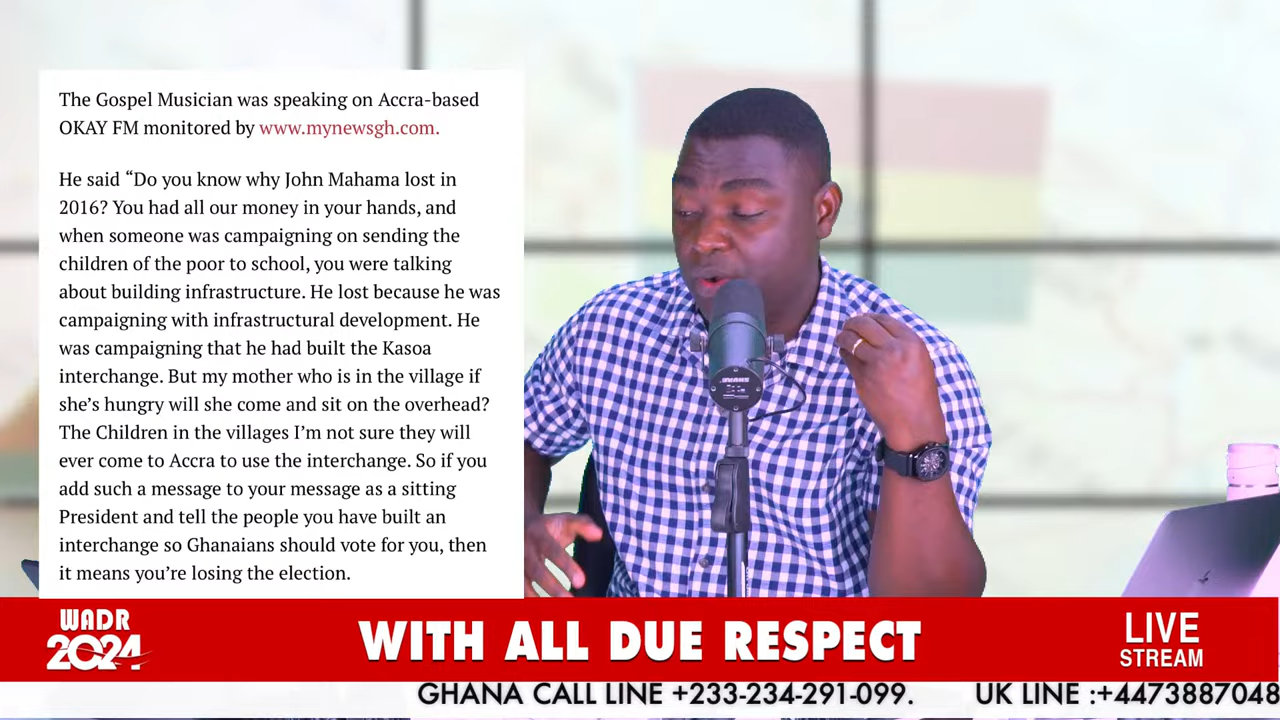 The Gospel Musician was speaking on Accra-based
OKAY FM monitored by www.mynewsgh.com.
He said “Do you know why John Mahama lost in
2016? You had all our money in your hands, and
when someone was campaigning on sending the
children of the poor to school, you were talking
about building infrastructure. He lost because he was
campaigning with infrastructural development. He
was campaigning that he had built the Kasoa
interchange. But my mother who is in the village if
she’s hungry will she come and sit on the overhead?
The Children in the villages I’m not sure they will
ever come to Accra to use the interchange. So if you
add such a message to your message as a sitting
President and tell the people you have built an
interchange so Ghanaians should vote for you, then
it means you’re losing the election.
SHURE
WADR
2024
WITH ALL DUE RESPECT
LIVE
STREAM
GHANA CALL LINE +233-234-291-099. UK LINE :+4473887048